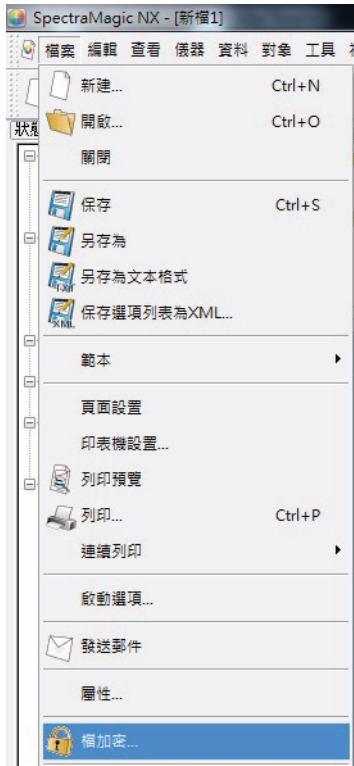 SpectraMagic NX - [新檔1]
檔案 編輯 查看 儀器 資料 對象 工具
狀態
新建... Ctrl+N
開啟... Ctrl+O
關閉
保存 Ctrl+S
另存為
另存為文本格式
保存選項列表為XML...
範本
頁面設置
印表機設置...
列印預覽
列印... Ctrl+P
連續列印
啟動選項...
發送郵件
屬性...
檔加密...